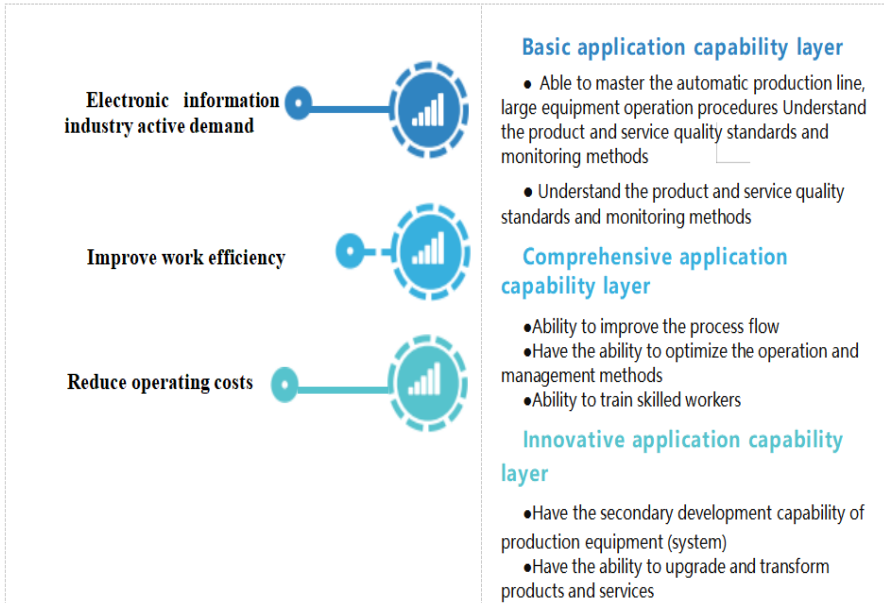 Electronic information
industry active demand
Improve work efficiency
Reduce operating costs
Basic application capability layer
● Able to master the automatic production line,
large equipment operation procedures Understand
the product and service quality standards and
monitoring methods
● Understand the product and service quality
standards and monitoring methods
Comprehensive application
capability layer
●Ability to improve the process flow
●Have the ability to optimize the operation and
management methods
●Ability to train skilled workers
Innovative application capability
layer
●Have the secondary development capability of
production equipment (system)
●Have the ability to upgrade and transform
products and services